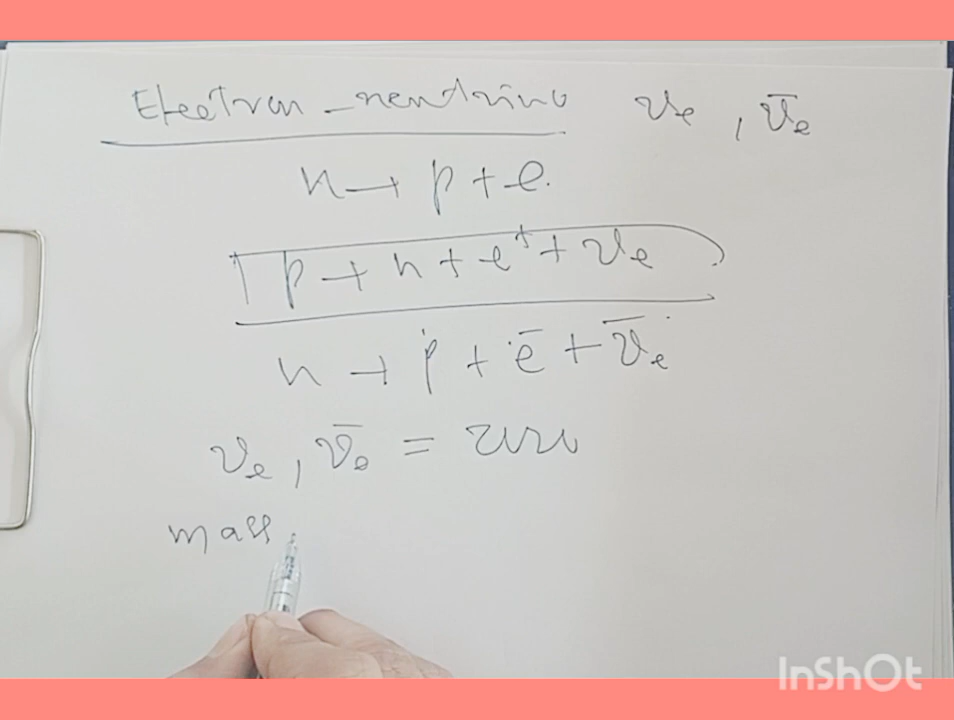 Electron-neutrino νe, ν̄e
n → p + e.
p → n + e⁺ + νe
n → p + ē + ν̄e
νe, ν̄e = zero
mass
InShOt